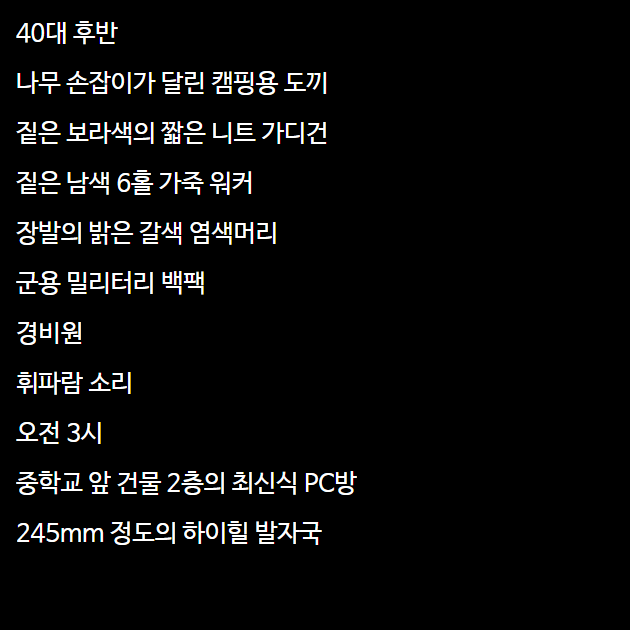 40대 후반
나무 손잡이가 달린 캠핑용 도끼
짙은 보라색의 짧은 니트 가디건
짙은 남색 6홀 가죽 워커
장발의 밝은 갈색 염색머리
군용 밀리터리 백팩
경비원
휘파람 소리
오전 3시
중학교 앞 건물 2층의 최신식 PC방
245mm 정도의 하이힐 발자국